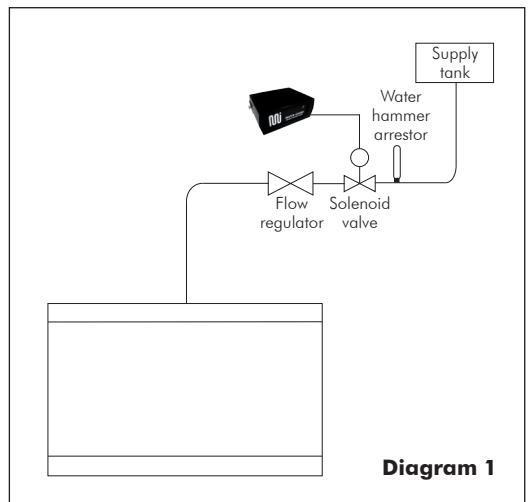 Supply
tank
Water
hammer
arrestor
Flow
regulator
Solenoid
valve
Diagram 1